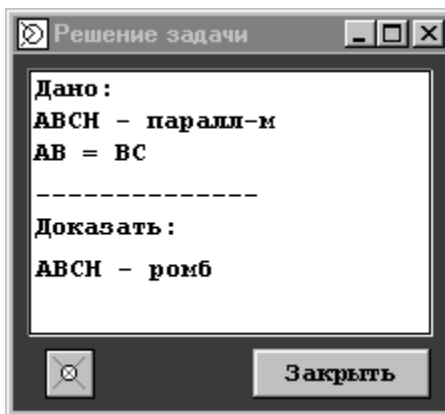 Решение задачи
Дано:
ABCH - паралл-м
AB = BC
--------------
Доказать:
ABCH - ромб
Закрыть